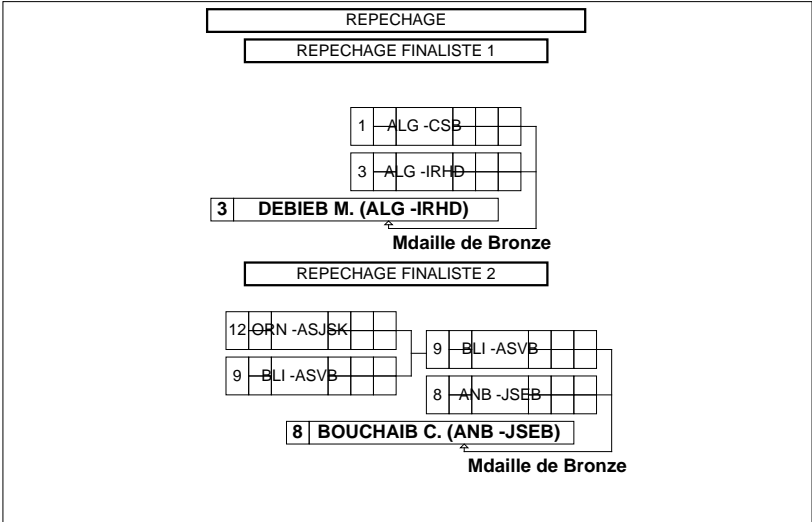 REPECHAGE
REPECHAGE FINALISTE 1
1 ALG -CSB
3 ALG -IRHD
3 DEBIEB M. (ALG -IRHD)
Mdaille de Bronze
REPECHAGE FINALISTE 2
12 ORN -ASJSK
9 BLI -ASVB
9 BLI -ASVB
8 ANB -JSEB
8 BOUCHAIB C. (ANB -JSEB)
Mdaille de Bronze